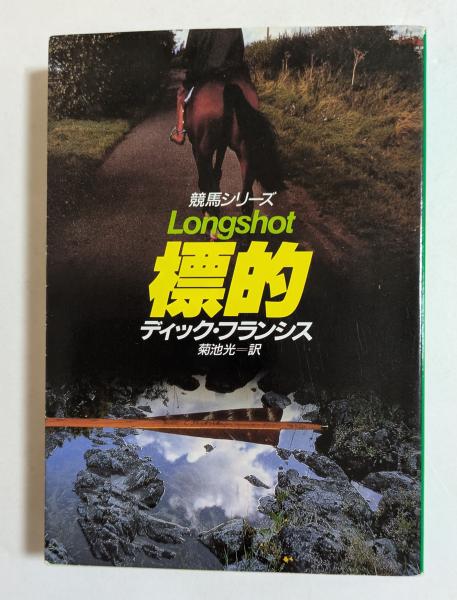 競馬シリーズ
Longshot
標的
ディック・フランシス
菊池光＝訳